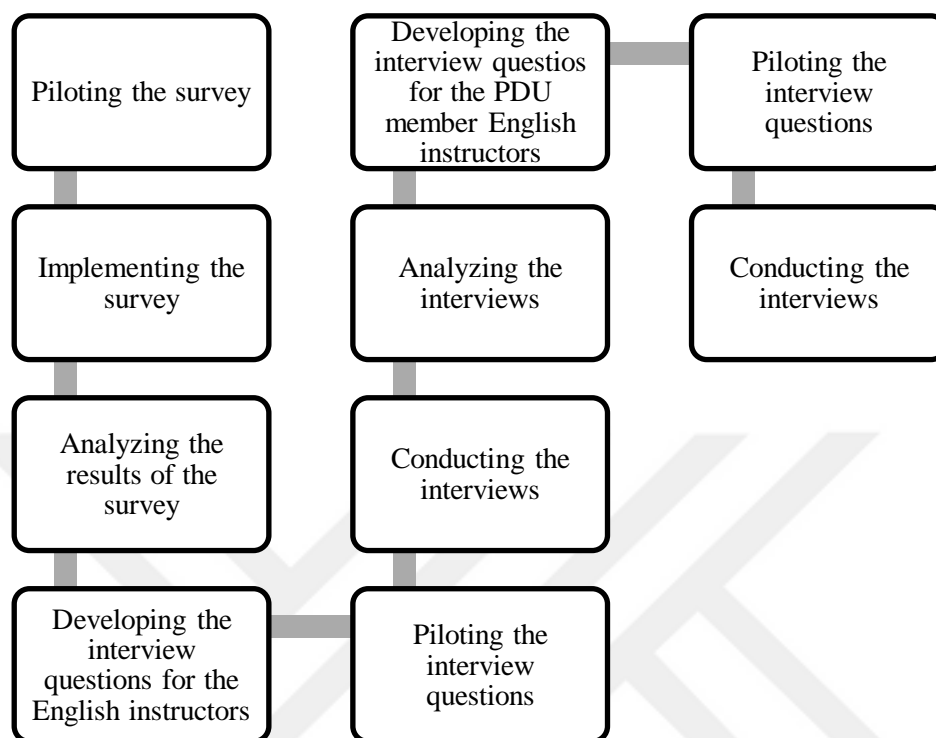 Piloting the survey
Implementing the
survey
Analyzing the
results of the
survey
Developing the
interview
questions for the
English instructors
Piloting the
interview
questions
Conducting the
interviews
Analyzing the
interviews
Developing the
interview questios
for the PDU
member English
instructors
Piloting the
interview
questions
Conducting the
interviews